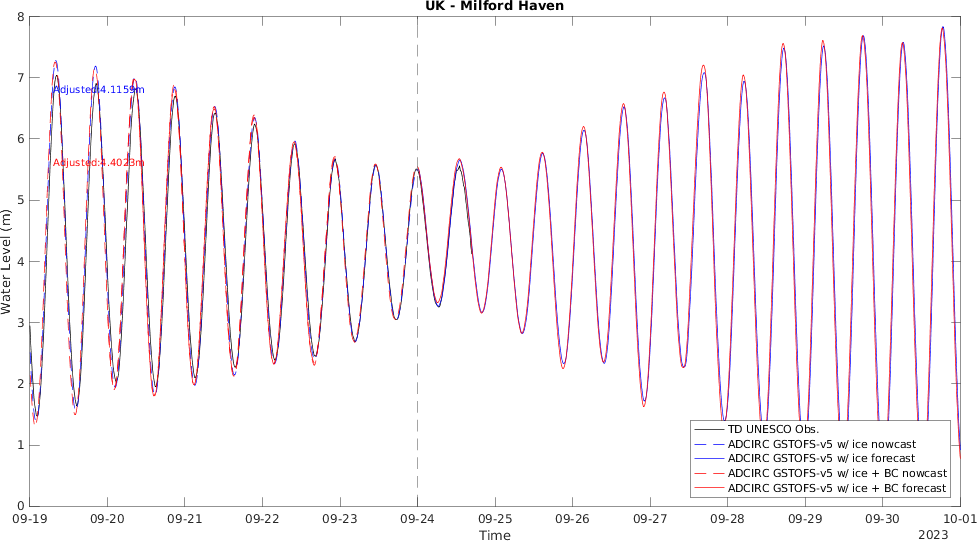 UK - Milford Haven
8
7
6
5
4
3
2
1
0
Water Level (m)
Adjusted:4.1159m
Adjusted:4.4023m
TD UNESCO Obs.
ADCIRC GSTOFS-v5 w/ ice nowcast
ADCIRC GSTOFS-v5 w/ ice forecast
ADCIRC GSTOFS-v5 w/ ice + BC nowcast
ADCIRC GSTOFS-v5 w/ ice + BC forecast
09-19 09-20 09-21 09-22 09-23 09-24 09-25 09-26 09-27 09-28 09-29 09-30 10-01
Time
2023